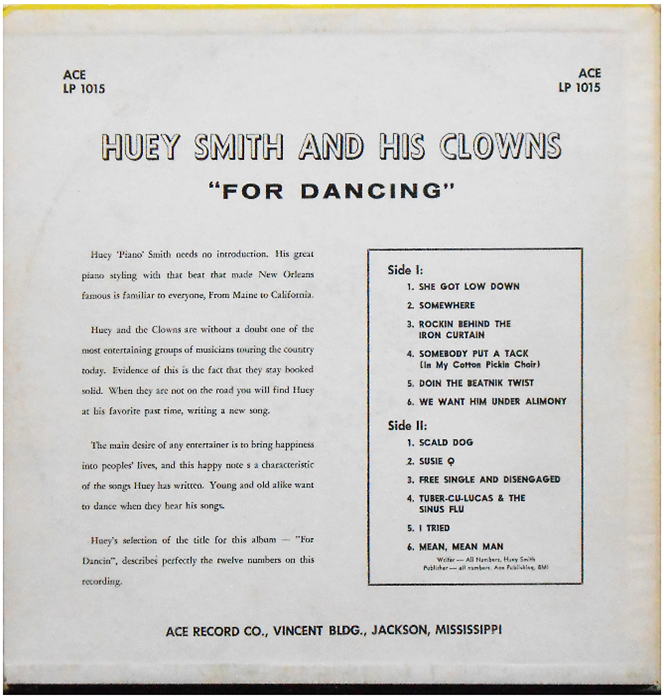 ACE
LP 1015
ACE
LP 1015
HUEY SMITH AND HIS CLOWNS
"FOR DANCING"
Huey 'Piano' Smith needs no introduction. His great
piano styling with that beat that made New Orleans
famous is familiar to everyone, From Maine to California.
Huey and the Clowns are without a doubt one of the
most entertaining groups of musicians touring the country
today. Evidence of this is the fact that they stay booked
solid. When they are not on the road you will find Huey
at his favorite past time, writing a new song.
The main desire of any entertainer is to bring happiness
into peoples' lives, and this happy note s a characteristic
of the songs Huey has written. Young and old alike want
to dance when they hear his songs.
Huey's selection of the title for this album — "For
Dancin", describes perfectly the twelve numbers on this
recording.
Side I:
1. SHE GOT LOW DOWN
2. SOMEWHERE
3. ROCKIN BEHIND THE
IRON CURTAIN
4. SOMEBODY PUT A TACK
(In My Cotton Pickin Choir)
5. DOIN THE BEATNIK TWIST
6. WE WANT HIM UNDER ALIMONY
Side II:
1. SCALD DOG
2. SUSIE Q
3. FREE SINGLE AND DISENGAGED
4. TUBER-CU-LUCAS & THE
SINUS FLU
5. I TRIED
6. MEAN, MEAN MAN
Writer — All Numbers, Huey Smith
Publisher — all numbers, Ace Publishing, BMI
ACE RECORD CO., VINCENT BLDG., JACKSON, MISSISSIPPI